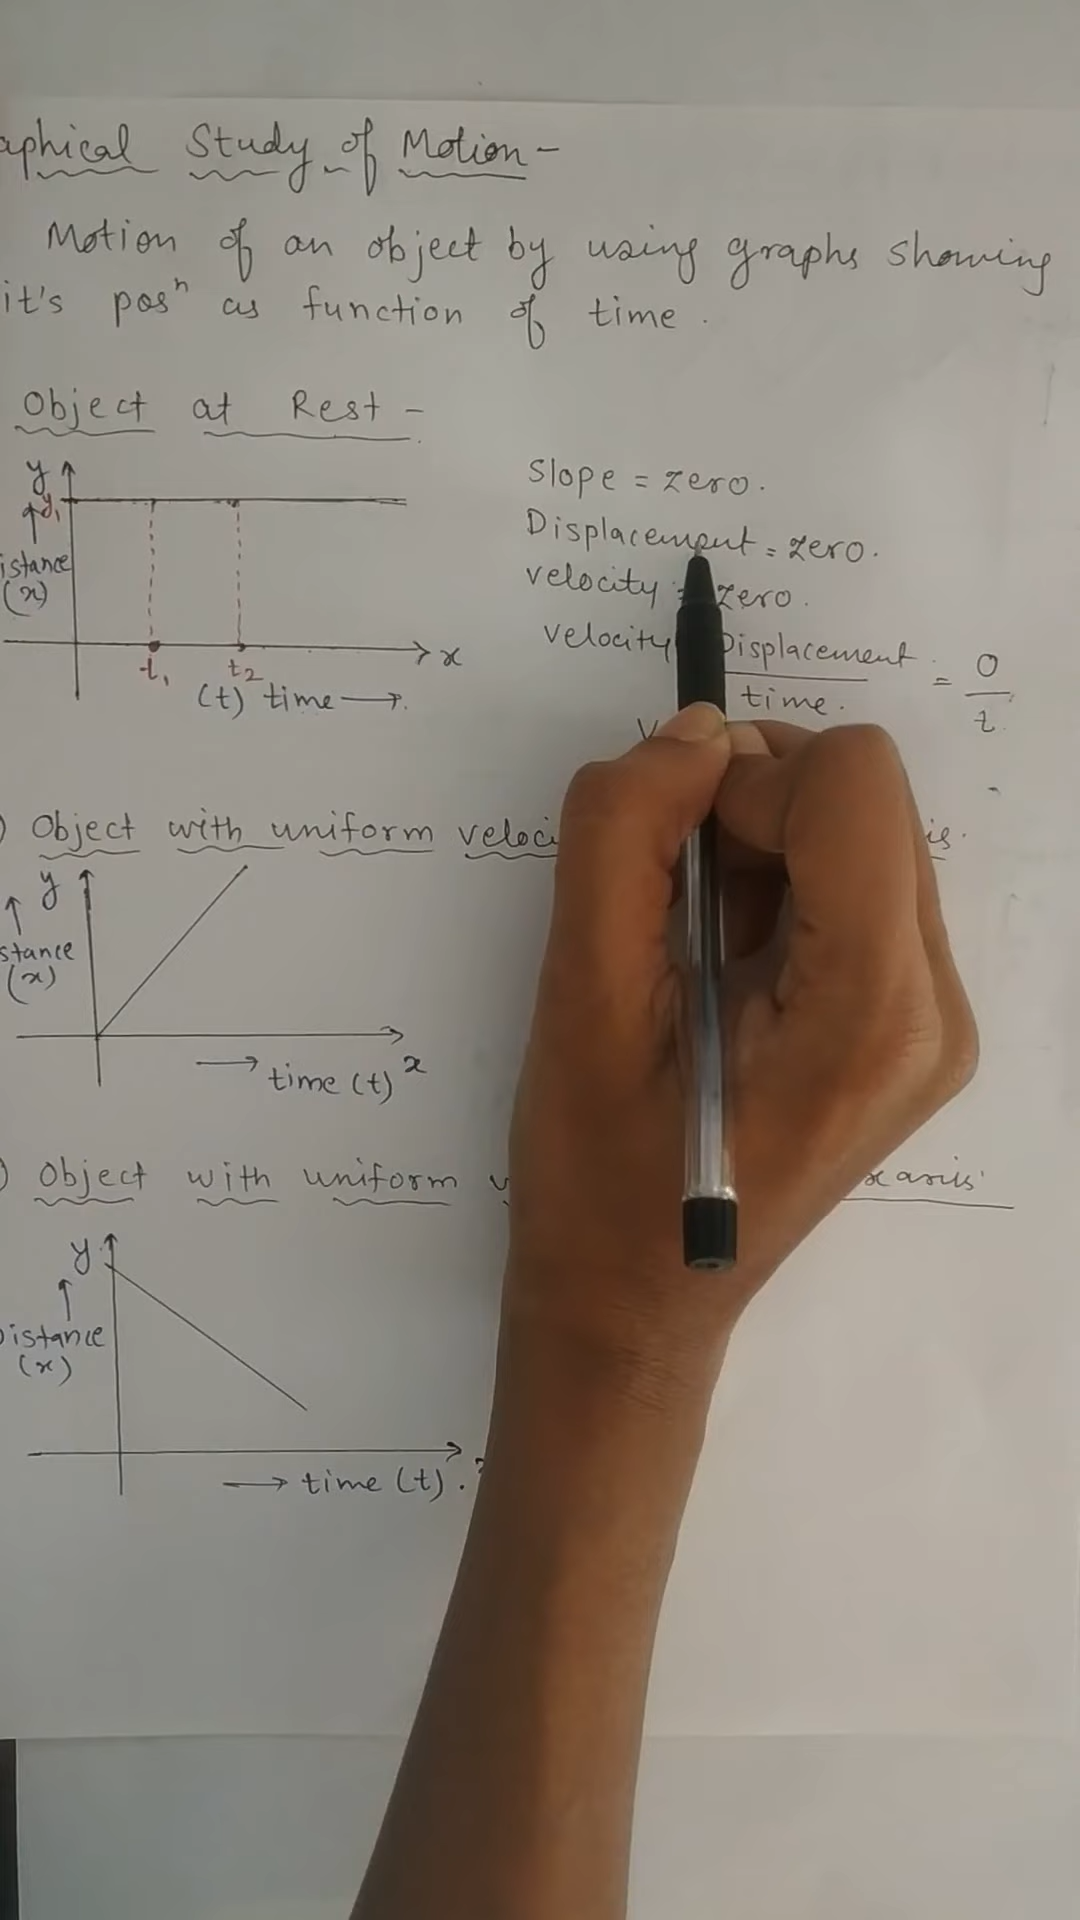 aphical Study of Motion -
Motion of an object by using graphs showing
it's posⁿ as function of time .
Object at Rest -
y
y₁
istance
(x)
t₁ t₂
x
(t) time
Slope = zero.
Displacement = zero.
velocity = zero.
velocity Displacement = 0
time. t
V
) Object with uniform veloci is.
y
stance
(x)
time (t) x
) Object with uniform v x axis
y
istance
(x)
time (t) .